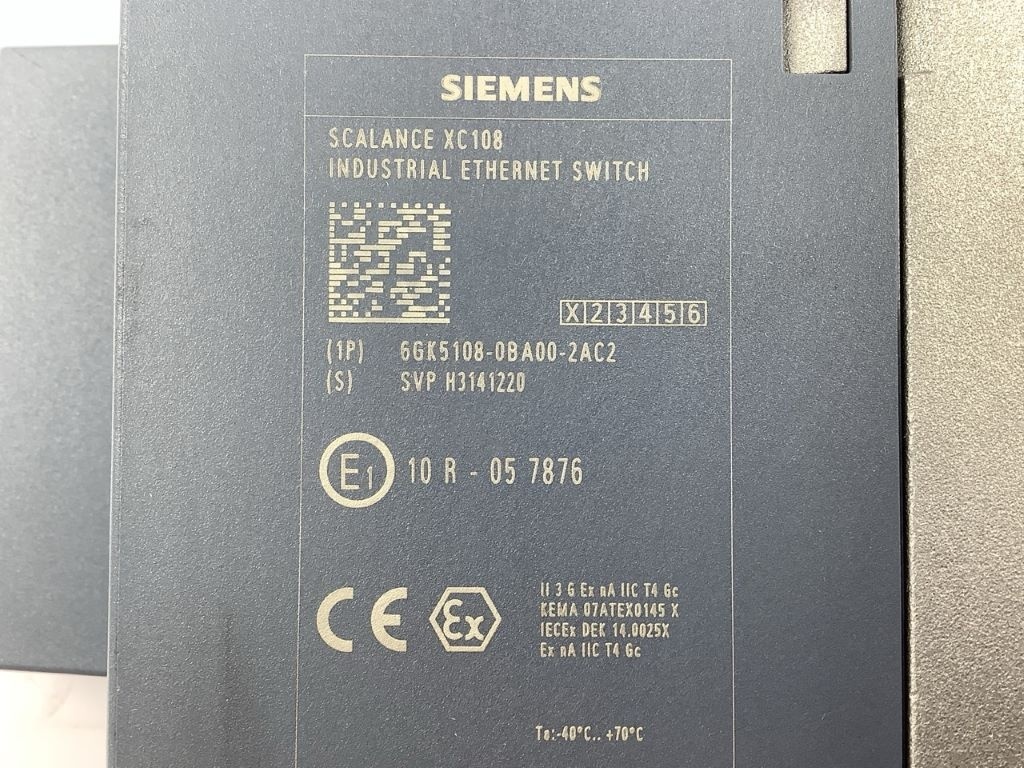 SIEMENS
SCALANCE XC108
INDUSTRIAL ETHERNET SWITCH
X 2 3 4 5 6
(1P) 6GK5108-0BA00-2AC2
(S) SVP H3141220
E1 10 R - 05 7876
CE Ex
II 3 G Ex nA IIC T4 Gc
KEMA 07ATEX0145 X
IECEx DEK 14.0025X
Ex nA IIC T4 Gc
Ta:-40°C.. +70°C